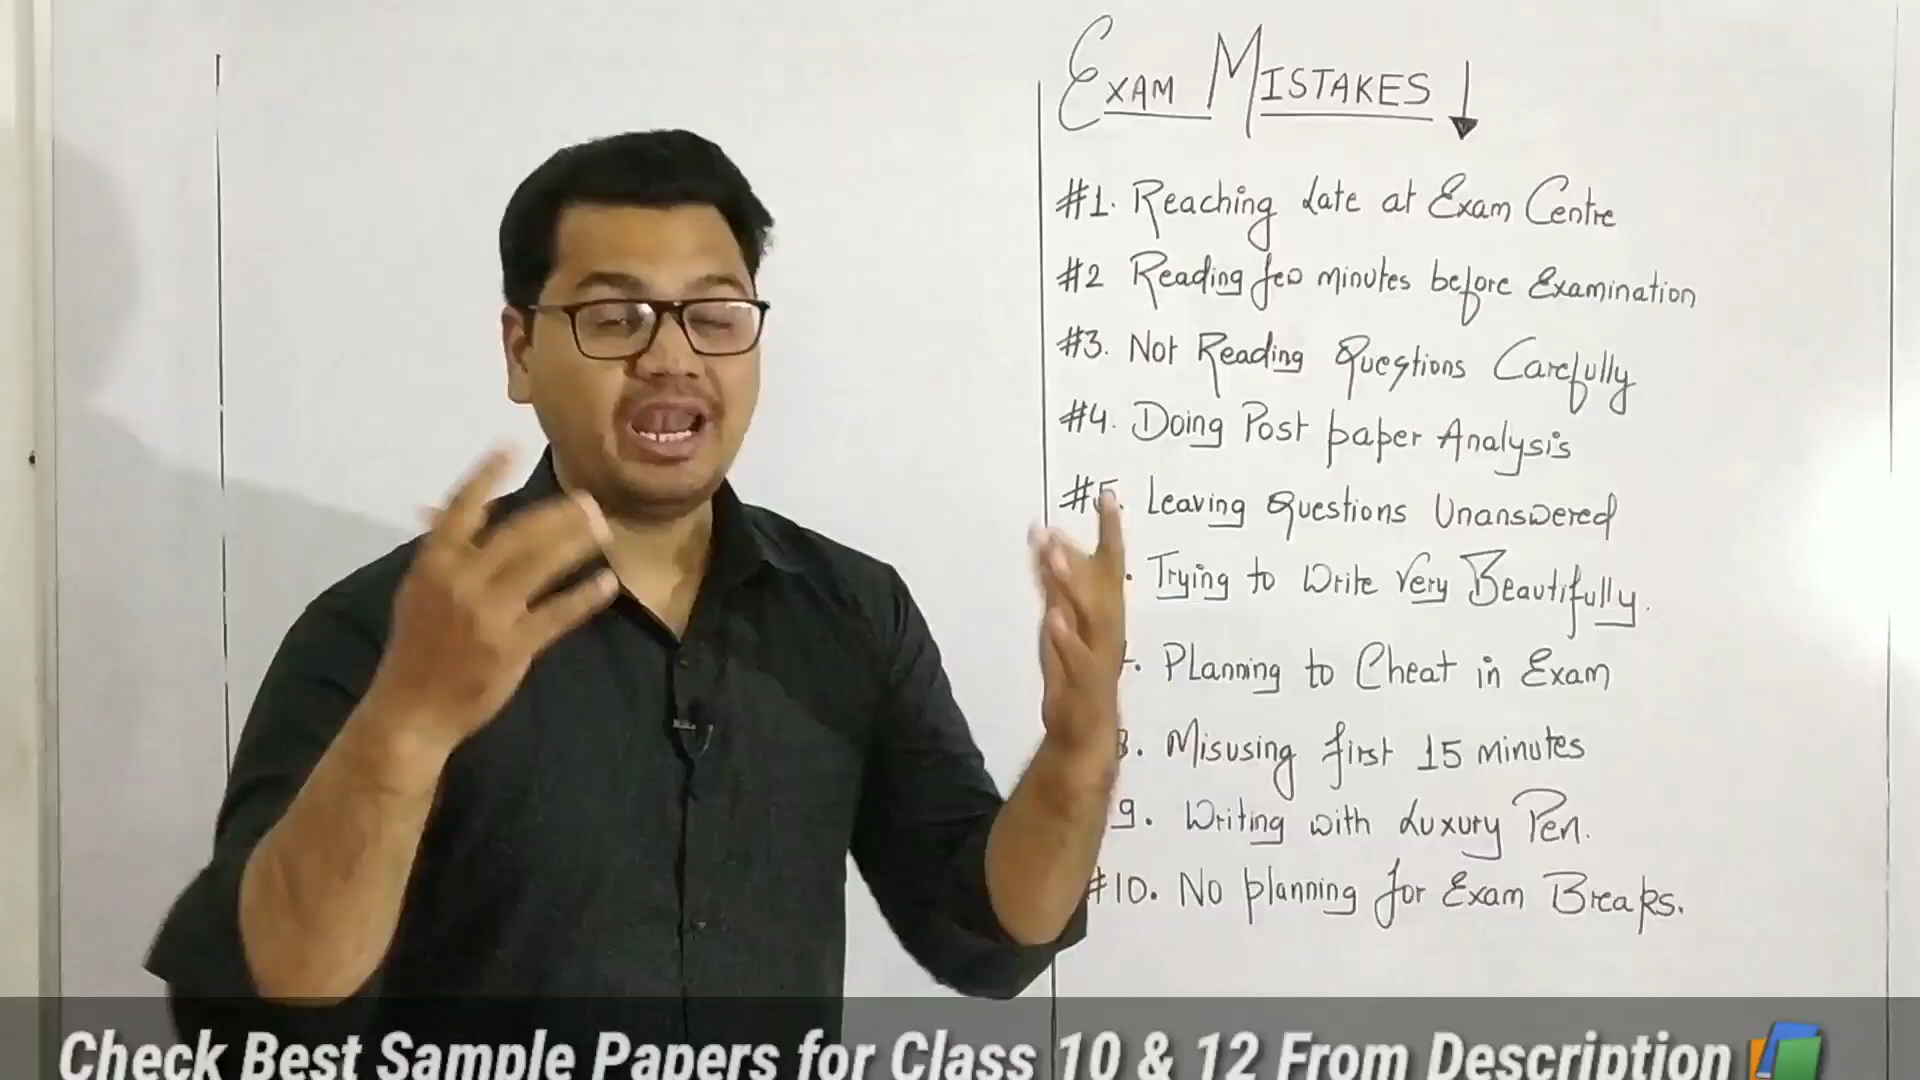 Exam Mistakes
#1. Reaching Late at Exam Centre
#2 Reading few minutes before Examination
#3. Not Reading Questions Carefully
#4. Doing Post paper Analysis
#5. Leaving Questions Unanswered
. Trying to Write Very Beautifully.
. Planning to Cheat in Exam
8. Misusing first 15 minutes
9. Writing with Luxury Pen.
#10. No planning for Exam Breaks.
Check Best Sample Papers for Class 10 & 12 From Description